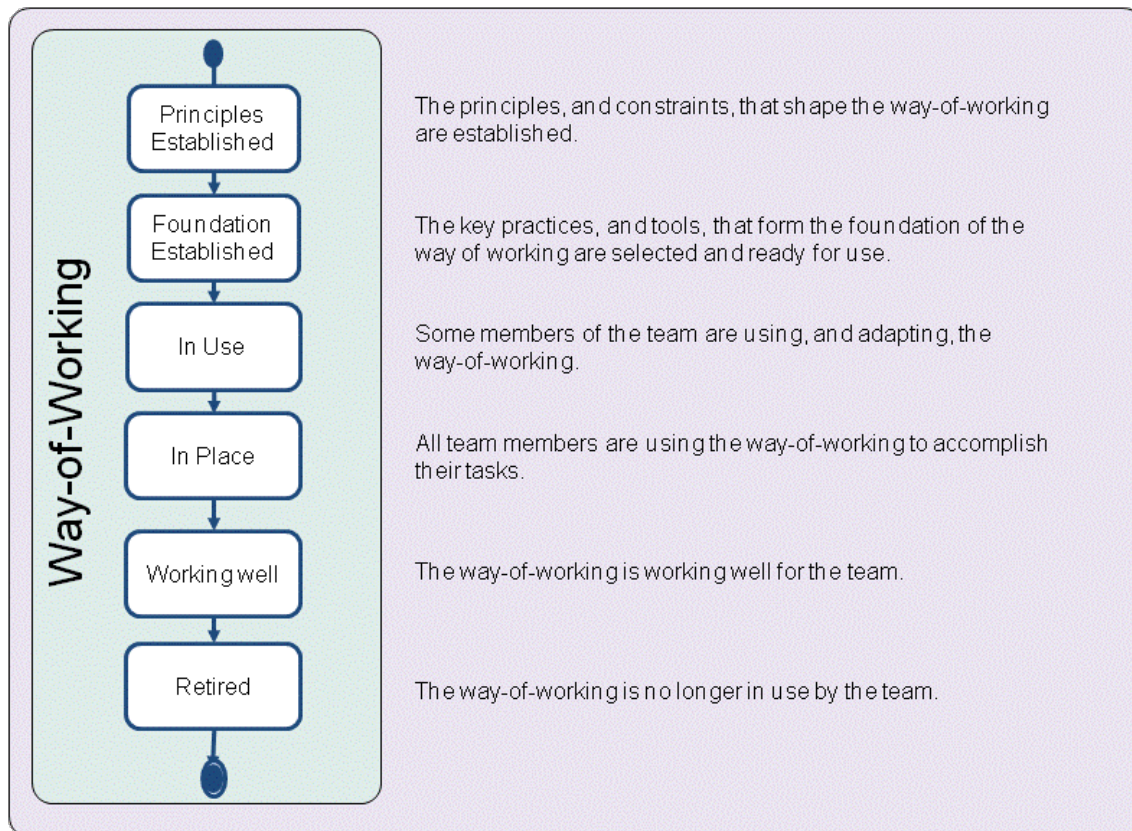 Way-of-Working
Principles
Established
The principles, and constraints, that shape the way-of-working
are established.
Foundation
Established
The key practices, and tools, that form the foundation of the
way of working are selected and ready for use.
In Use
Some members of the team are using, and adapting, the
way-of-working.
In Place
All team members are using the way-of-working to accomplish
their tasks.
Working well
The way-of-working is working well for the team.
Retired
The way-of-working is no longer in use by the team.